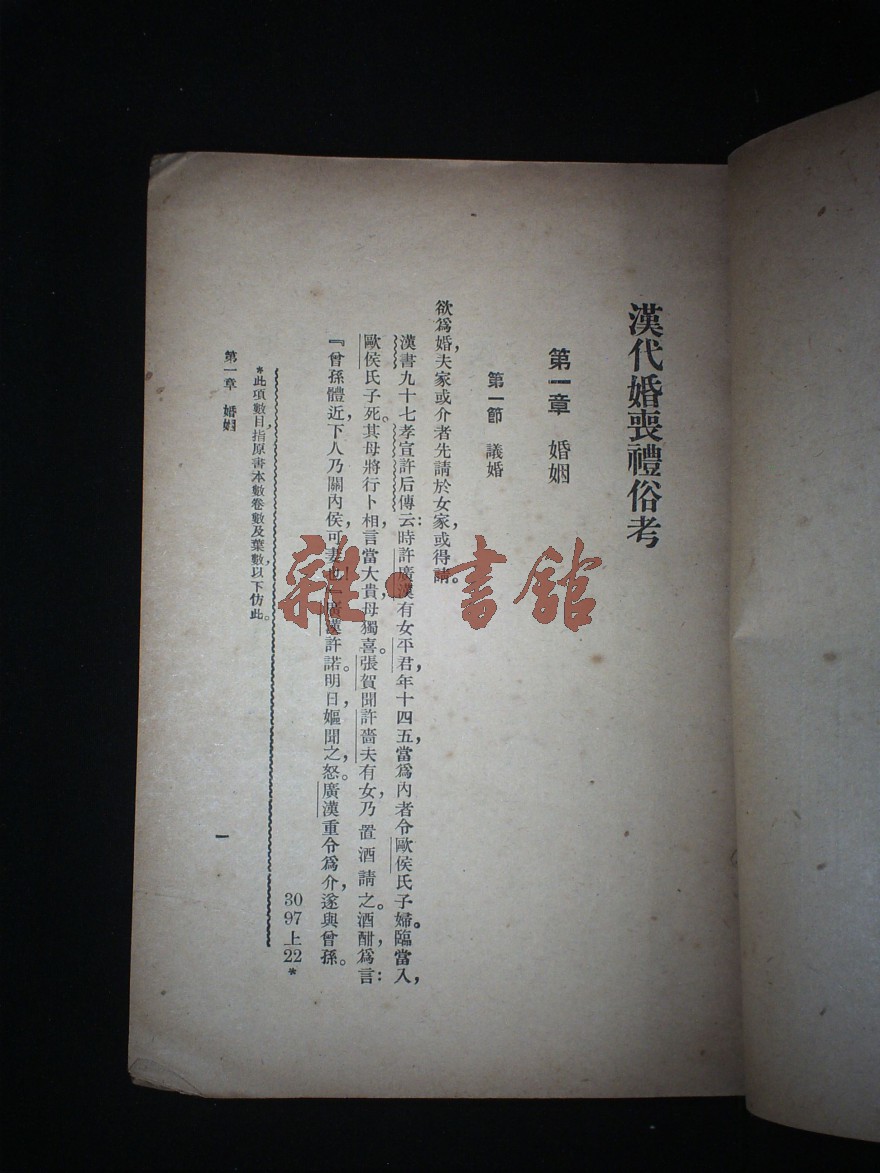 漢代婚喪禮俗考
第一章 婚姻
第一節 議婚
欲爲婚,夫家或介者先請於女家,或得請。
漢書九十七孝宣許后傳云:時許廣漢有女平君,年十四五,當爲內者令歐侯氏子婦。臨當入,
歐侯氏子死。其母將行卜相,言當大貴,母獨喜。張賀聞許嗇夫有女,乃置酒請之。酒酣,爲言:
『曾孫體近,下人乃關內侯,可妻也。』廣漢許諾。明日,嫗聞之,怒。廣漢重令爲介,遂與曾孫。
30 97 上 22 *
*此項數目,指原書本數卷數及葉數,以下仿此。
第一章 婚姻
一
雜·書館